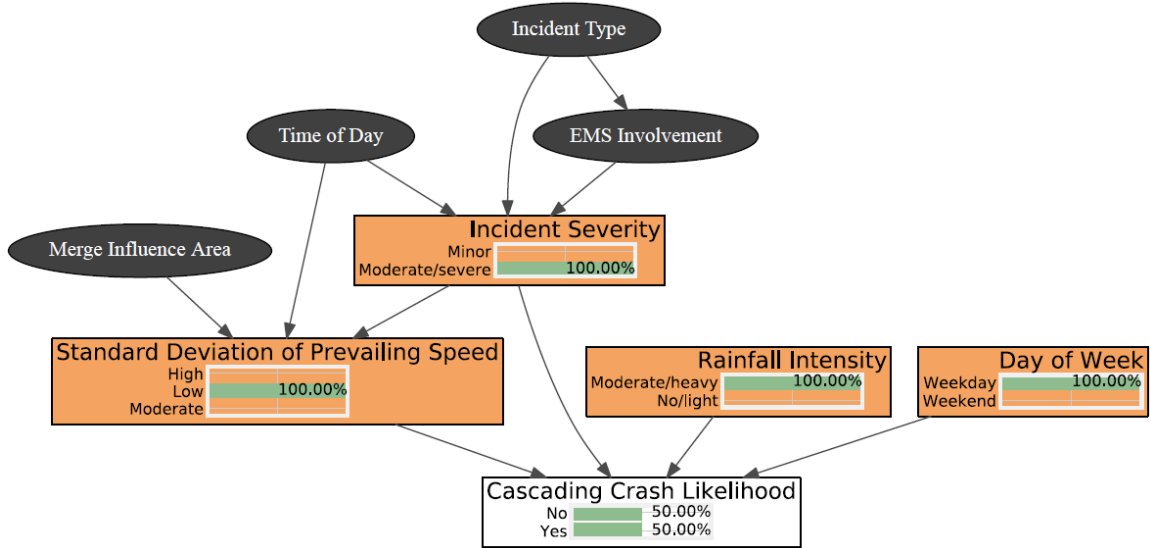 Incident Type
Time of Day
EMS Involvement
Merge Influence Area
Incident Severity
Minor
Moderate/severe 100.00%
Standard Deviation of Prevailing Speed
High
Low 100.00%
Moderate
Rainfall Intensity
Moderate/heavy 100.00%
No/light
Day of Week
Weekday 100.00%
Weekend
Cascading Crash Likelihood
No 50.00%
Yes 50.00%